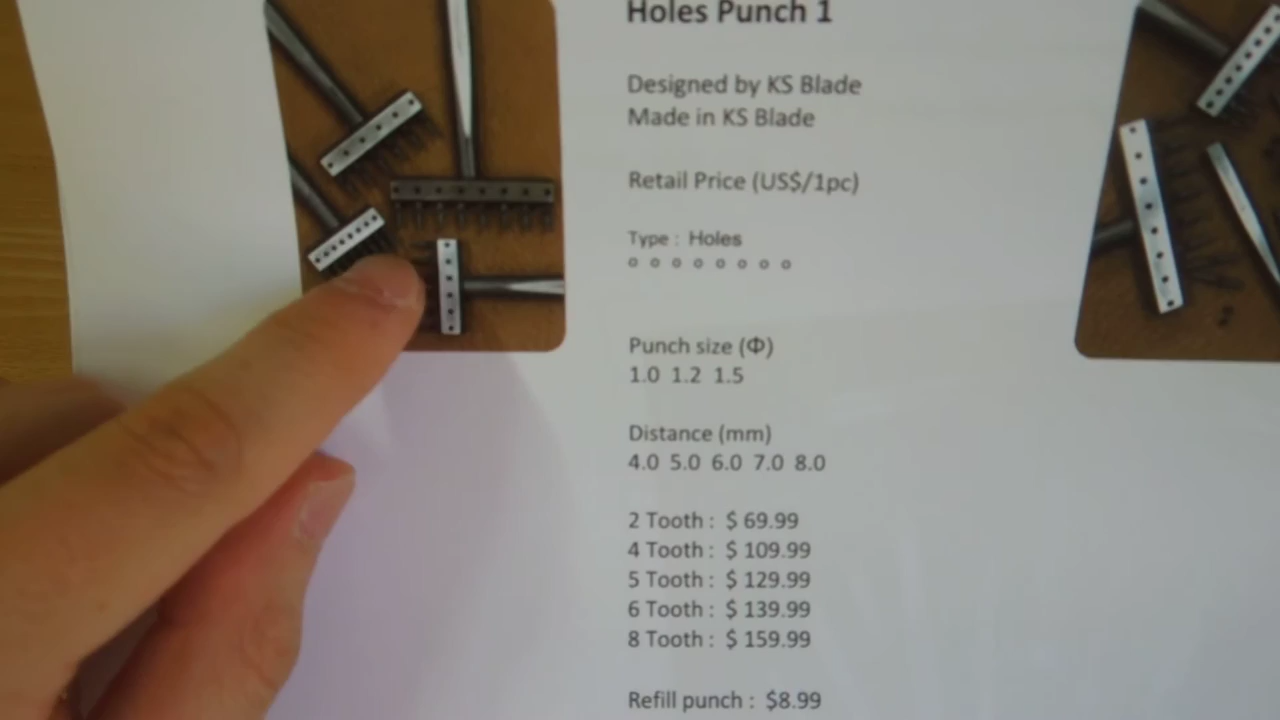 Holes Punch 1
Designed by KS Blade
Made in KS Blade
Retail Price (US$/1pc)
Type : Holes
Punch size (Φ)
1.0 1.2 1.5
Distance (mm)
4.0 5.0 6.0 7.0 8.0
2 Tooth : $ 69.99
4 Tooth : $ 109.99
5 Tooth : $ 129.99
6 Tooth : $ 139.99
8 Tooth : $ 159.99
Refill punch : $8.99